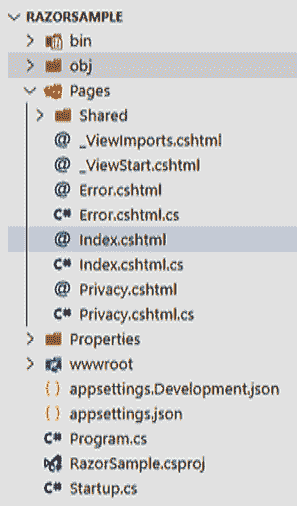 RAZORSAMPLE
bin
obj
Pages
Shared
_ViewImports.cshtml
_ViewStart.cshtml
Error.cshtml
C# Error.cshtml.cs
Index.cshtml
C# Index.cshtml.cs
Privacy.cshtml
C# Privacy.cshtml.cs
Properties
wwwroot
appsettings.Development.json
appsettings.json
C# Program.cs
RazorSample.csproj
C# Startup.cs